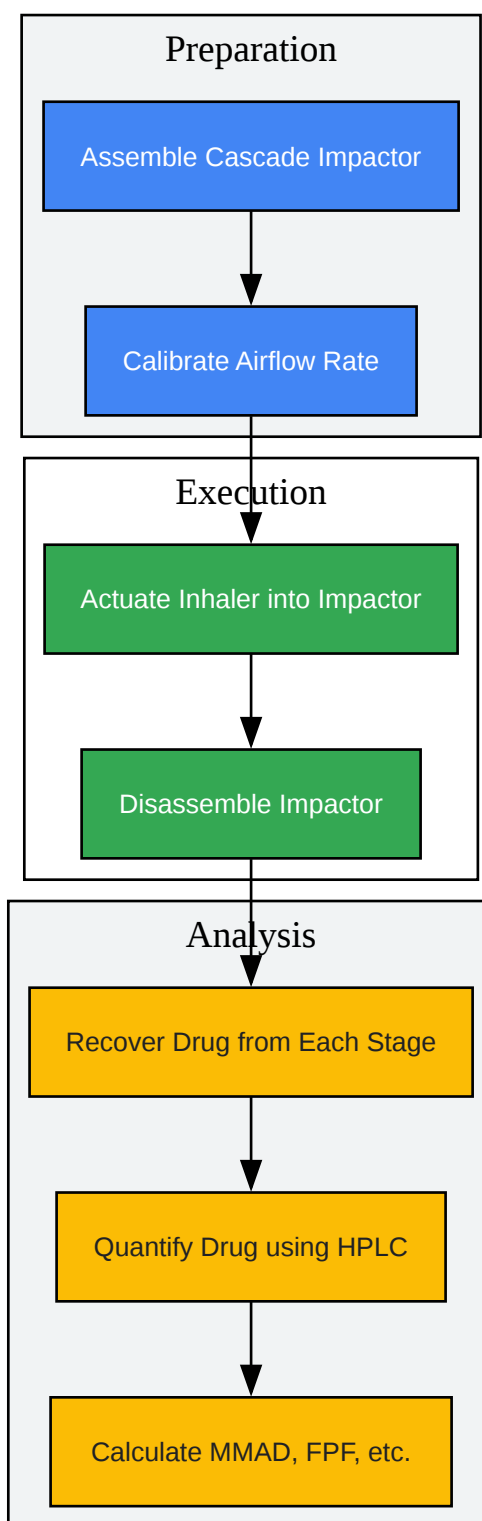 Preparation
Assemble Cascade Impactor
Calibrate Airflow Rate
Execution
Actuate Inhaler into Impactor
Disassemble Impactor
Analysis
Recover Drug from Each Stage
Quantify Drug using HPLC
Calculate MMAD, FPF, etc.